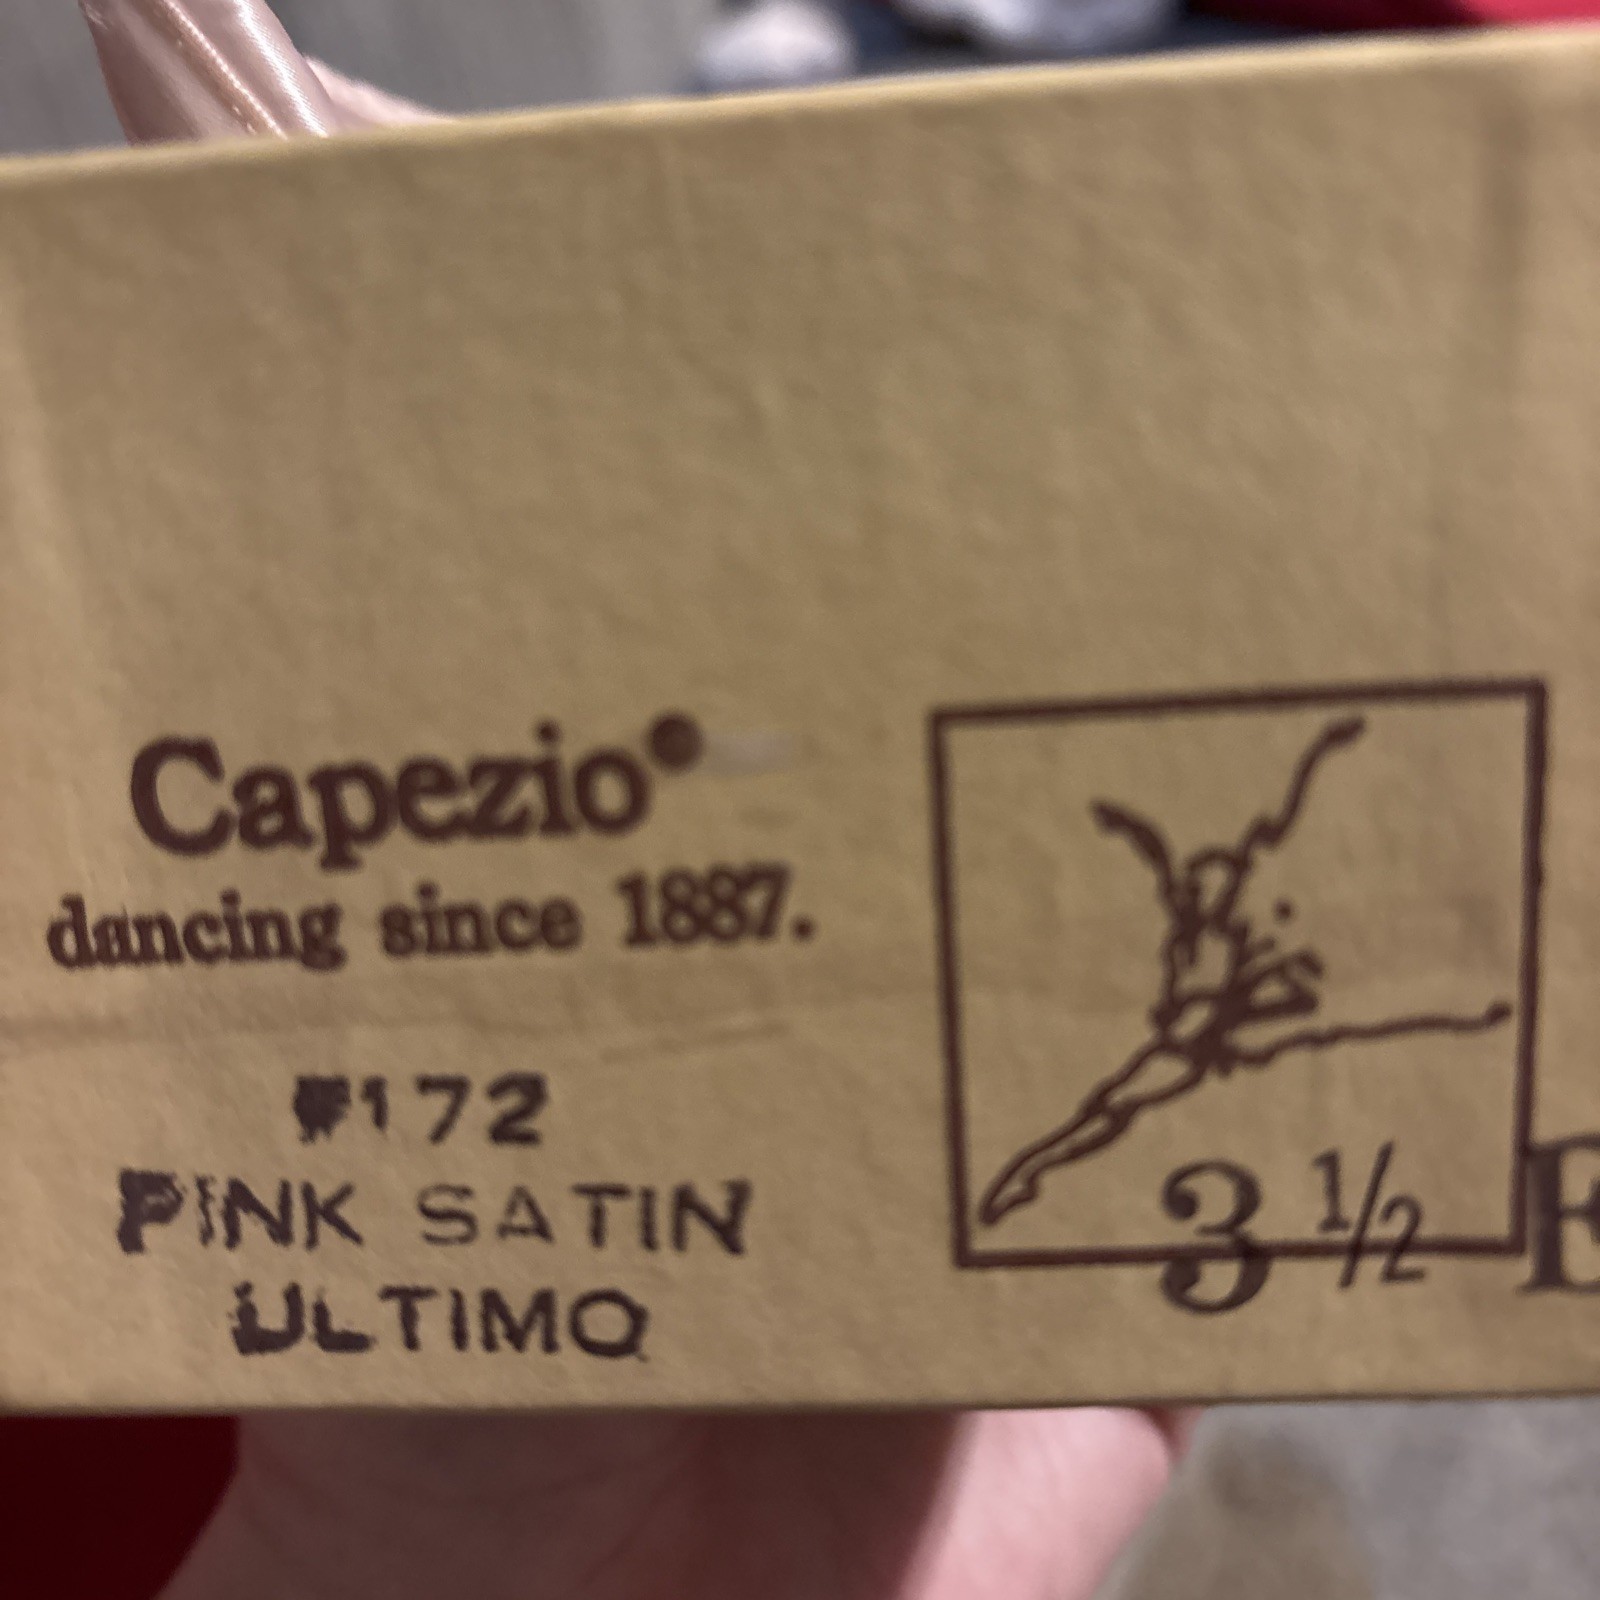 Capezio®
dancing since 1887.
#172
PINK SATIN
ULTIMO
3 1/2 E